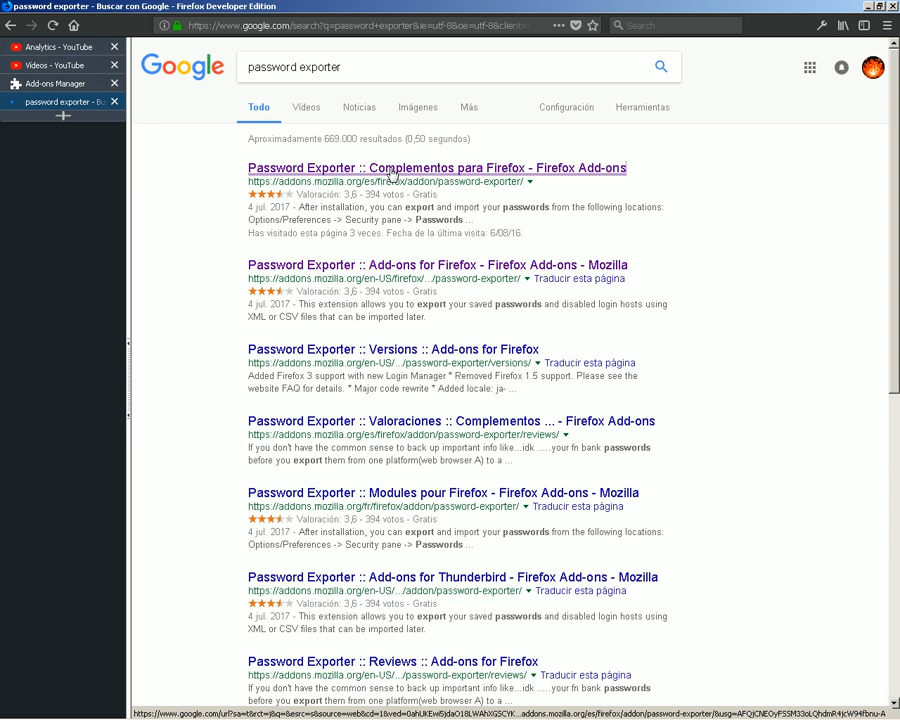 password exporter - Buscar con Google - Firefox Developer Edition
https://www.google.com/search?q=password+exporter&ie=utf-8&oe=utf-8&client=
Search
Analytics - YouTube
Vídeos - YouTube
Add-ons Manager
password exporter - Bu
Google
password exporter
Todo
Vídeos
Noticias
Imágenes
Más
Configuración
Herramientas
Aproximadamente 669.000 resultados (0,50 segundos)
Password Exporter :: Complementos para Firefox - Firefox Add-ons
https://addons.mozilla.org/es/firefox/addon/password-exporter/
Valoración: 3,6 - 394 votos - Gratis
4 jul. 2017 - After installation, you can export and import your passwords from the following locations:
Options/Preferences -> Security pane -> Passwords ...
Has visitado esta página 3 veces. Fecha de la última visita: 6/08/16.
Password Exporter :: Add-ons for Firefox - Firefox Add-ons - Mozilla
https://addons.mozilla.org/en-US/firefox/.../password-exporter/ Traducir esta página
Valoración: 3,6 - 394 votos - Gratis
4 jul. 2017 - This extension allows you to export your saved passwords and disabled login hosts using
XML or CSV files that can be imported later.
Password Exporter :: Versions :: Add-ons for Firefox
https://addons.mozilla.org/en-US/.../password-exporter/versions/ Traducir esta página
Added Firefox 3 support with new Login Manager * Removed Firefox 1.5 support. Please see the
website FAQ for details. * Major code rewrite * Added locale: ja- ...
Password Exporter :: Valoraciones :: Complementos ... - Firefox Add-ons
https://addons.mozilla.org/es/firefox/addon/password-exporter/reviews/
If you don't have the common sense to back up important info like...idk .....your fn bank passwords
before you export them from one platform(web browser A) to a ...
Password Exporter :: Modules pour Firefox - Firefox Add-ons - Mozilla
https://addons.mozilla.org/fr/firefox/addon/password-exporter/ Traducir esta página
Valoración: 3,6 - 394 votos - Gratis
4 jul. 2017 - After installation, you can export and import your passwords from the following locations:
Options/Preferences -> Security pane -> Passwords ...
Password Exporter :: Add-ons for Thunderbird - Firefox Add-ons - Mozilla
https://addons.mozilla.org/en-US/.../addon/password-exporter/ Traducir esta página
Valoración: 3,6 - 394 votos - Gratis
4 jul. 2017 - This extension allows you to export your saved passwords and disabled login hosts using
XML or CSV files that can be imported later.
Password Exporter :: Reviews :: Add-ons for Firefox
https://addons.mozilla.org/en-US/.../password-exporter/reviews/ Traducir esta página
If you don't have the common sense to back up important info like...idk .....your fn bank passwords
before you export them from one platform(web browser A) to a ...